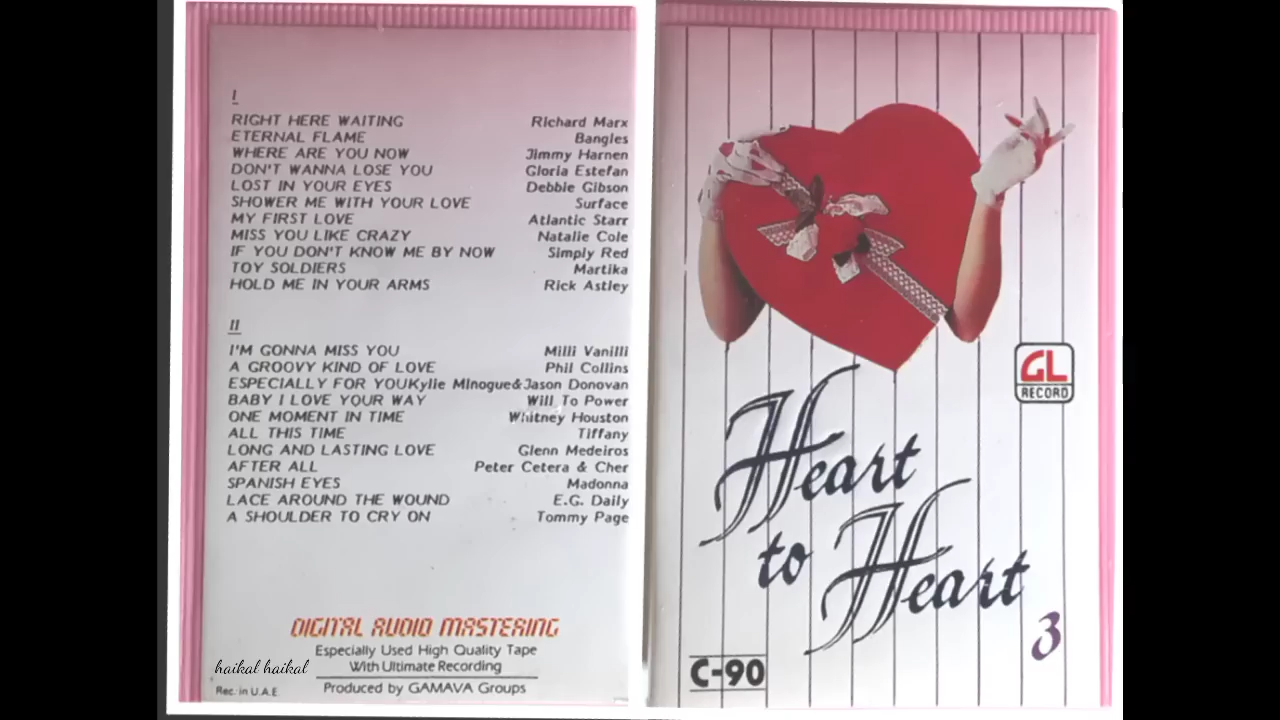 I
RIGHT HERE WAITING Richard Marx
ETERNAL FLAME Bangles
WHERE ARE YOU NOW Jimmy Harnen
DON'T WANNA LOSE YOU Gloria Estefan
LOST IN YOUR EYES Debbie Gibson
SHOWER ME WITH YOUR LOVE Surface
MY FIRST LOVE Atlantic Starr
MISS YOU LIKE CRAZY Natalie Cole
IF YOU DON'T KNOW ME BY NOW Simply Red
TOY SOLDIERS Martika
HOLD ME IN YOUR ARMS Rick Astley
II
I'M GONNA MISS YOU Milli Vanilli
A GROOVY KIND OF LOVE Phil Collins
ESPECIALLY FOR YOU Kylie Minogue & Jason Donovan
BABY I LOVE YOUR WAY Will To Power
ONE MOMENT IN TIME Whitney Houston
ALL THIS TIME Tiffany
LONG AND LASTING LOVE Glenn Medeiros
AFTER ALL Peter Cetera & Cher
SPANISH EYES Madonna
LACE AROUND THE WOUND E.G. Daily
A SHOULDER TO CRY ON Tommy Page
DIGITAL AUDIO MASTERING
Especially Used High Quality Tape
With Ultimate Recording
haikal haikal
Rec. in U.A.E.
Produced by GAMAVA Groups
GL
RECORD
Heart
to Heart
3
C-90